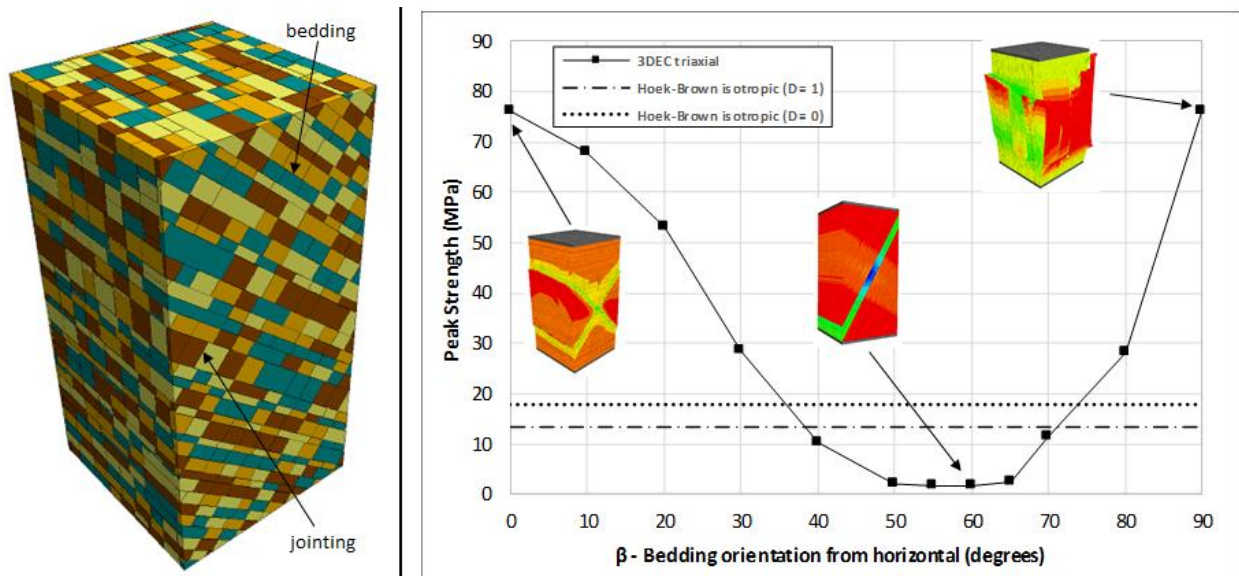 bedding
jointing
3DEC triaxial
Hoek-Brown isotropic (D= 1)
Hoek-Brown isotropic (D= 0)
Peak Strength (MPa)
90
80
70
60
50
40
30
20
10
0
0 10 20 30 40 50 60 70 80 90
β - Bedding orientation from horizontal (degrees)